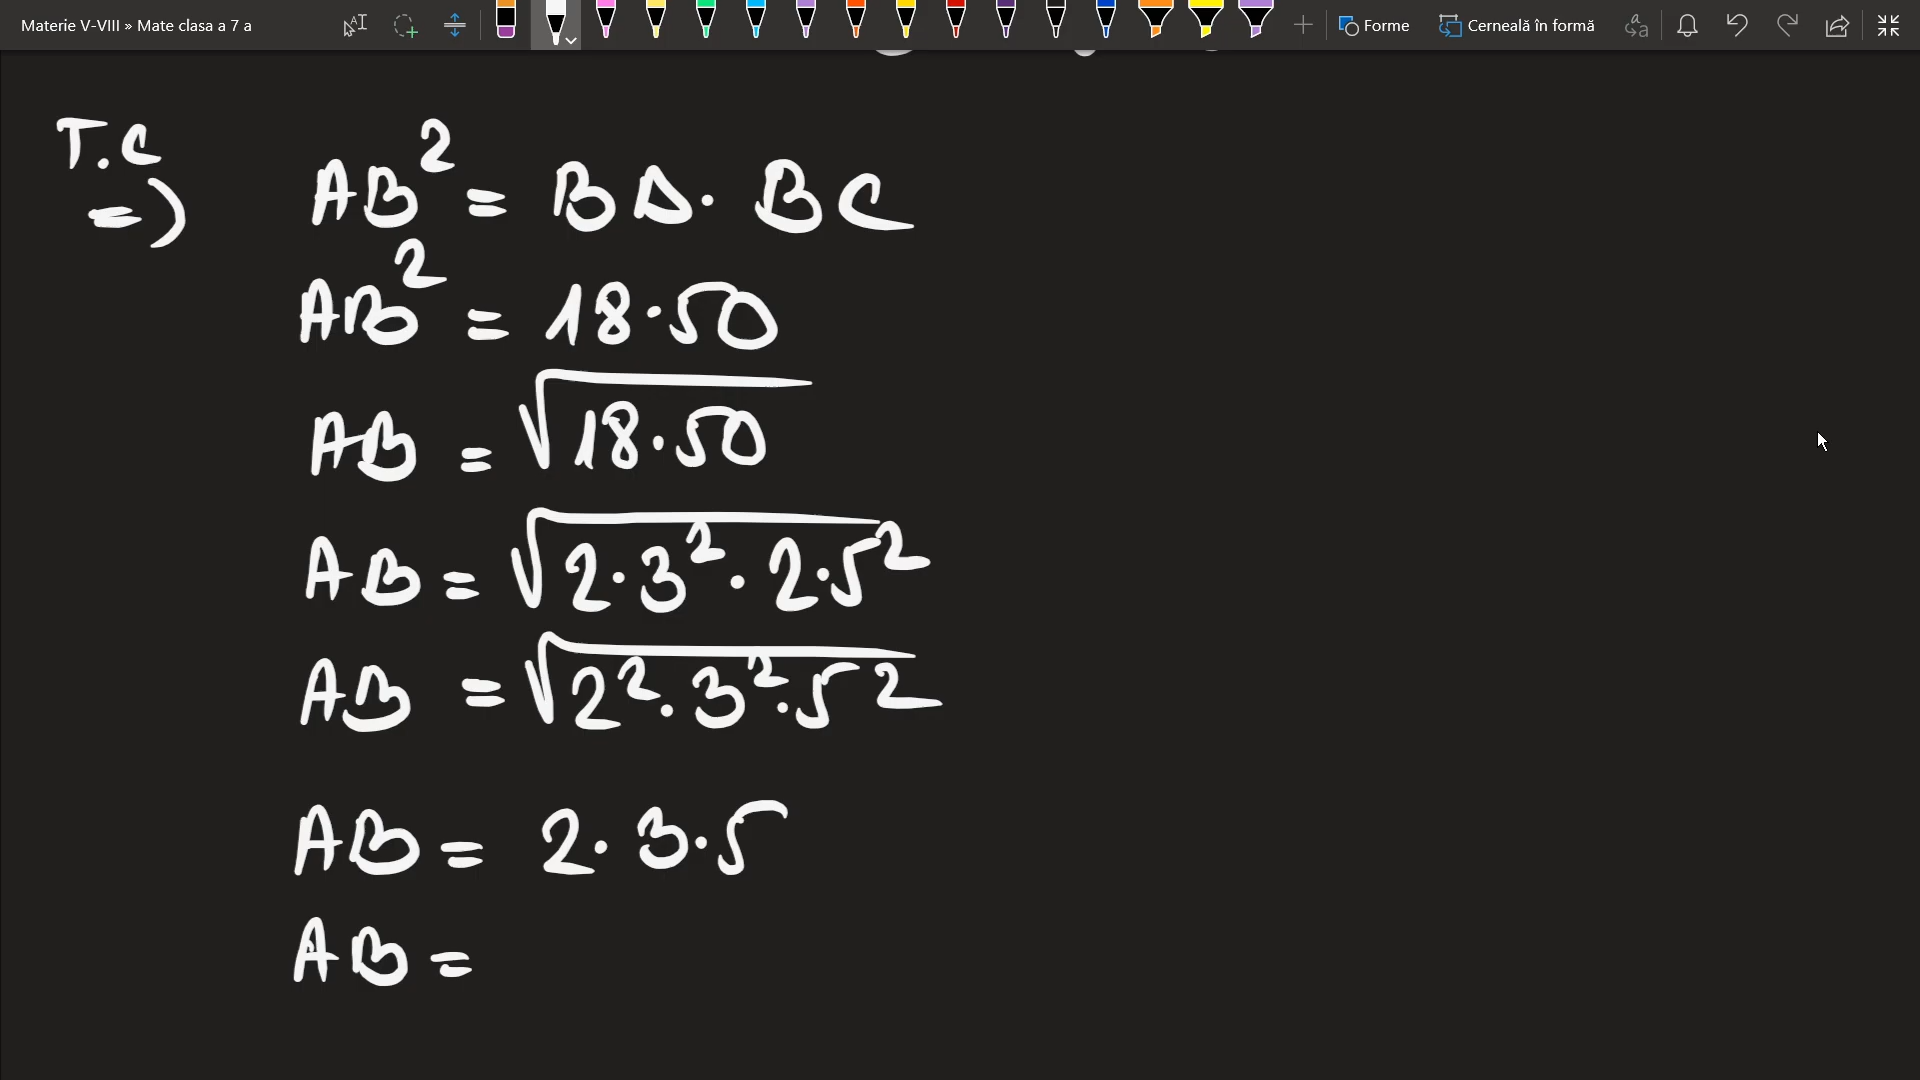 Materie V-VIII » Mate clasa a 7 a
Forme
Cerneală în formă
T.C
=) AB² = BD · BC
AB² = 18·50
AB = √18·50
AB = √2·3²·2·5²
AB = √2²·3²·5²
AB = 2·3·5
AB =